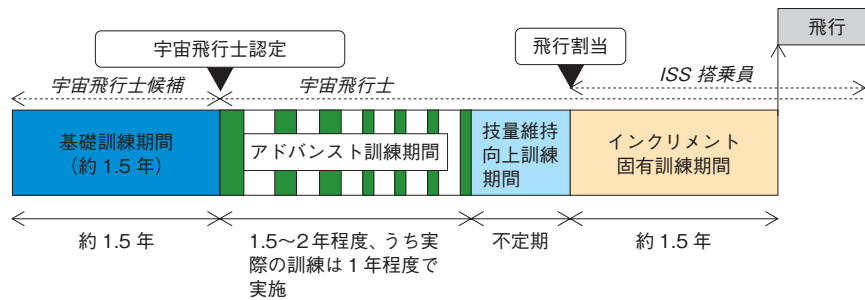 飛行
宇宙飛行士認定
飛行割当
宇宙飛行士候補
宇宙飛行士
ISS 搭乗員
基礎訓練期間
（約 1.5 年）
アドバンスト訓練期間
技量維持
向上訓練
期間
インクリメント
固有訓練期間
約 1.5 年
1.5〜2 年程度、うち実
際の訓練は 1 年程度で
実施
不定期
約 1.5 年